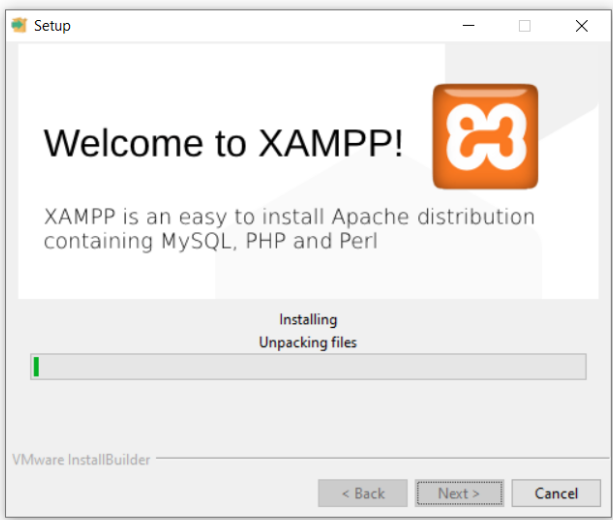 Setup
Welcome to XAMPP!
XAMPP is an easy to install Apache distribution
containing MySQL, PHP and Perl
Installing
Unpacking files
VMware InstallBuilder
< Back
Next >
Cancel